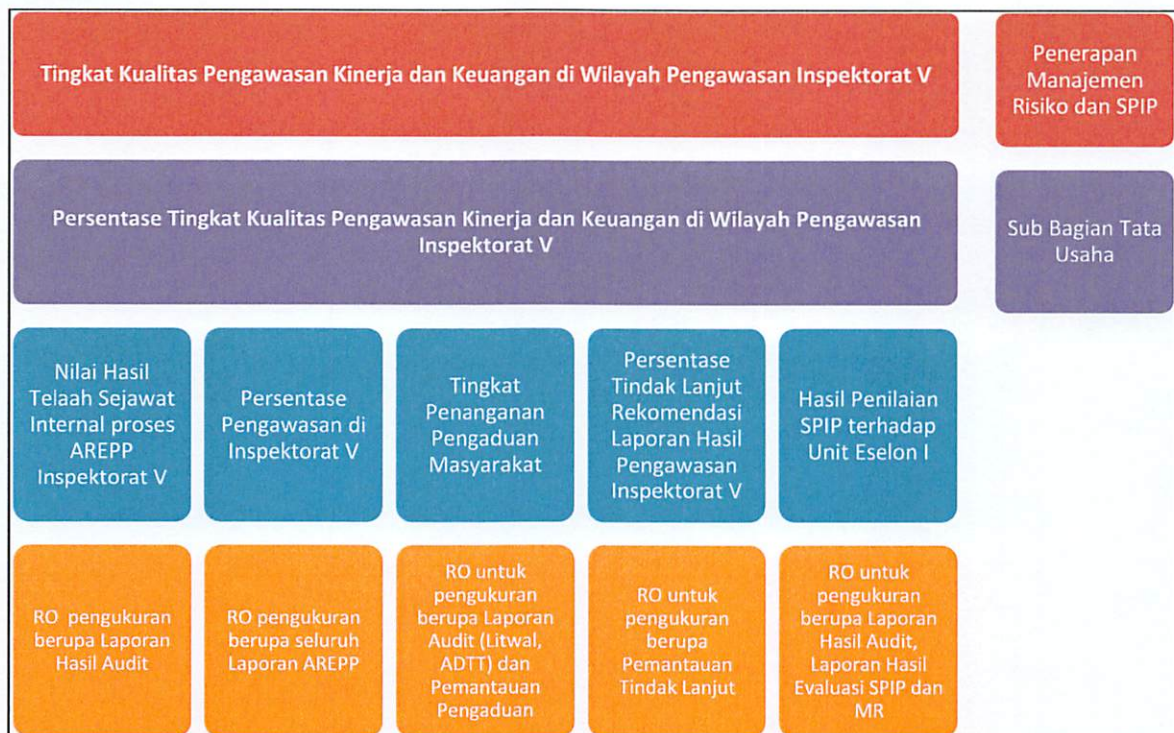 Tingkat Kualitas Pengawasan Kinerja dan Keuangan di Wilayah Pengawasan Inspektorat V
Penerapan
Manajemen
Risiko dan SPIP
Persentase Tingkat Kualitas Pengawasan Kinerja dan Keuangan di Wilayah Pengawasan
Inspektorat V
Sub Bagian Tata
Usaha
Nilai Hasil
Telaah Sejawat
Internal proses
AREPP
Inspektorat V
Persentase
Pengawasan di
Inspektorat V
Tingkat
Penanganan
Pengaduan
Masyarakat
Persentase
Tindak Lanjut
Rekomendasi
Laporan Hasil
Pengawasan
Inspektorat V
Hasil Penilaian
SPIP terhadap
Unit Eselon I
RO pengukuran
berupa Laporan
Hasil Audit
RO pengukuran
berupa seluruh
Laporan AREPP
RO untuk
pengukuran
berupa Laporan
Audit (Litwal,
ADTT) dan
Pemantauan
Pengaduan
RO untuk
pengukuran
berupa
Pemantauan
Tindak Lanjut
RO untuk
pengukuran
berupa Laporan
Hasil Audit,
Laporan Hasil
Evaluasi SPIP dan
MR